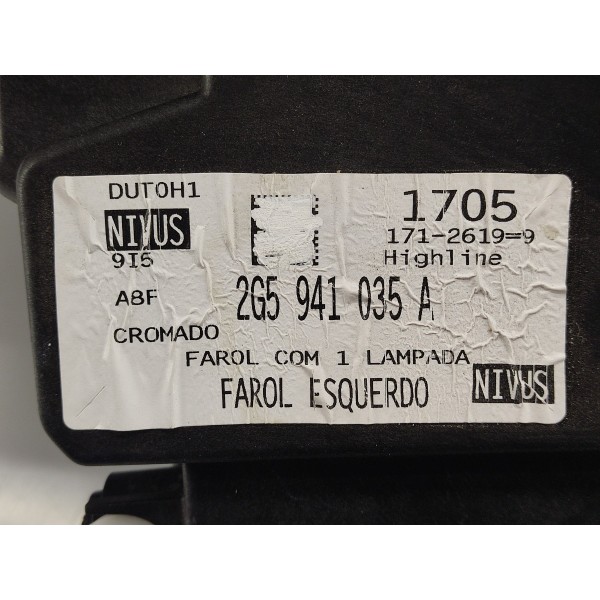 DUT0H1
NIVUS
9I5
1705
171-2619=9
Highline
A8F
2G5 941 035 A
CROMADO
FAROL COM 1 LAMPADA
FAROL ESQUERDO
NIVUS